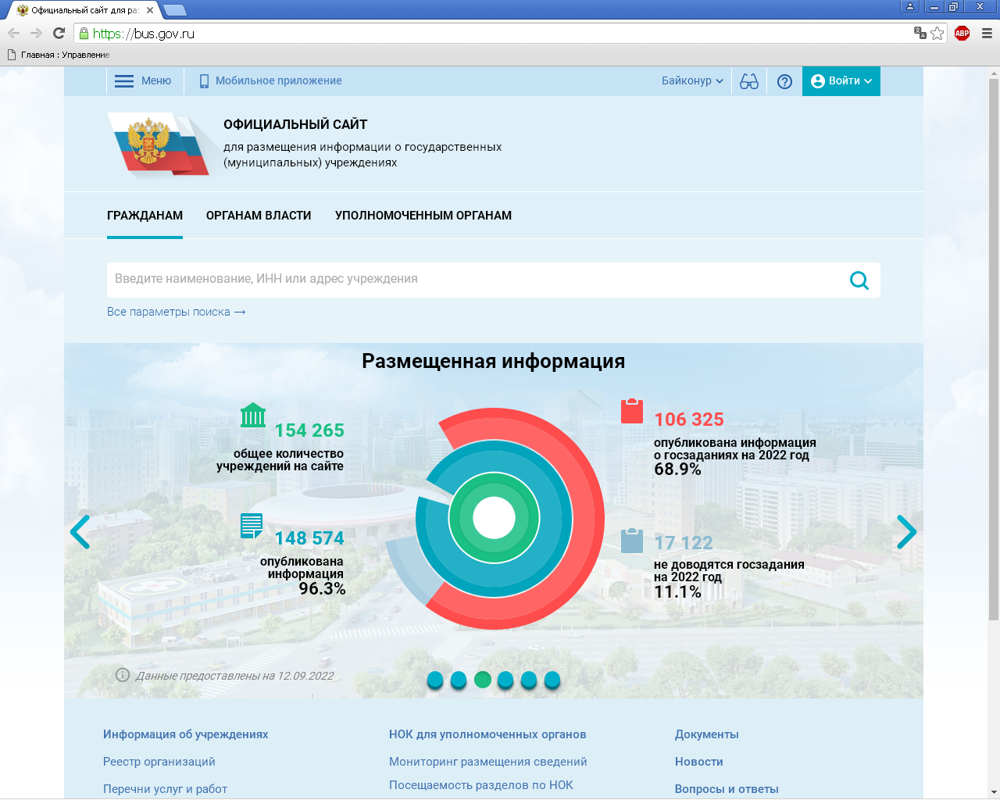 Официальный сайт для ра
https://bus.gov.ru
ABP
Главная : Управление
Меню
Мобильное приложение
Байконур
Войти
ОФИЦИАЛЬНЫЙ САЙТ
для размещения информации о государственных
(муниципальных) учреждениях
ГРАЖДАНАМ
ОРГАНАМ ВЛАСТИ
УПОЛНОМОЧЕННЫМ ОРГАНАМ
Введите наименование, ИНН или адрес учреждения
Все параметры поиска →
Размещенная информация
154 265
общее количество
учреждений на сайте
148 574
опубликована
информация
96.3%
106 325
опубликована информация
о госзаданиях на 2022 год
68.9%
17 122
не доводятся госзадания
на 2022 год
11.1%
Данные предоставлены на 12.09.2022
Информация об учреждениях
Реестр организаций
Перечни услуг и работ
НОК для уполномоченных органов
Мониторинг размещения сведений
Посещаемость разделов по НОК
Документы
Новости
Вопросы и ответы